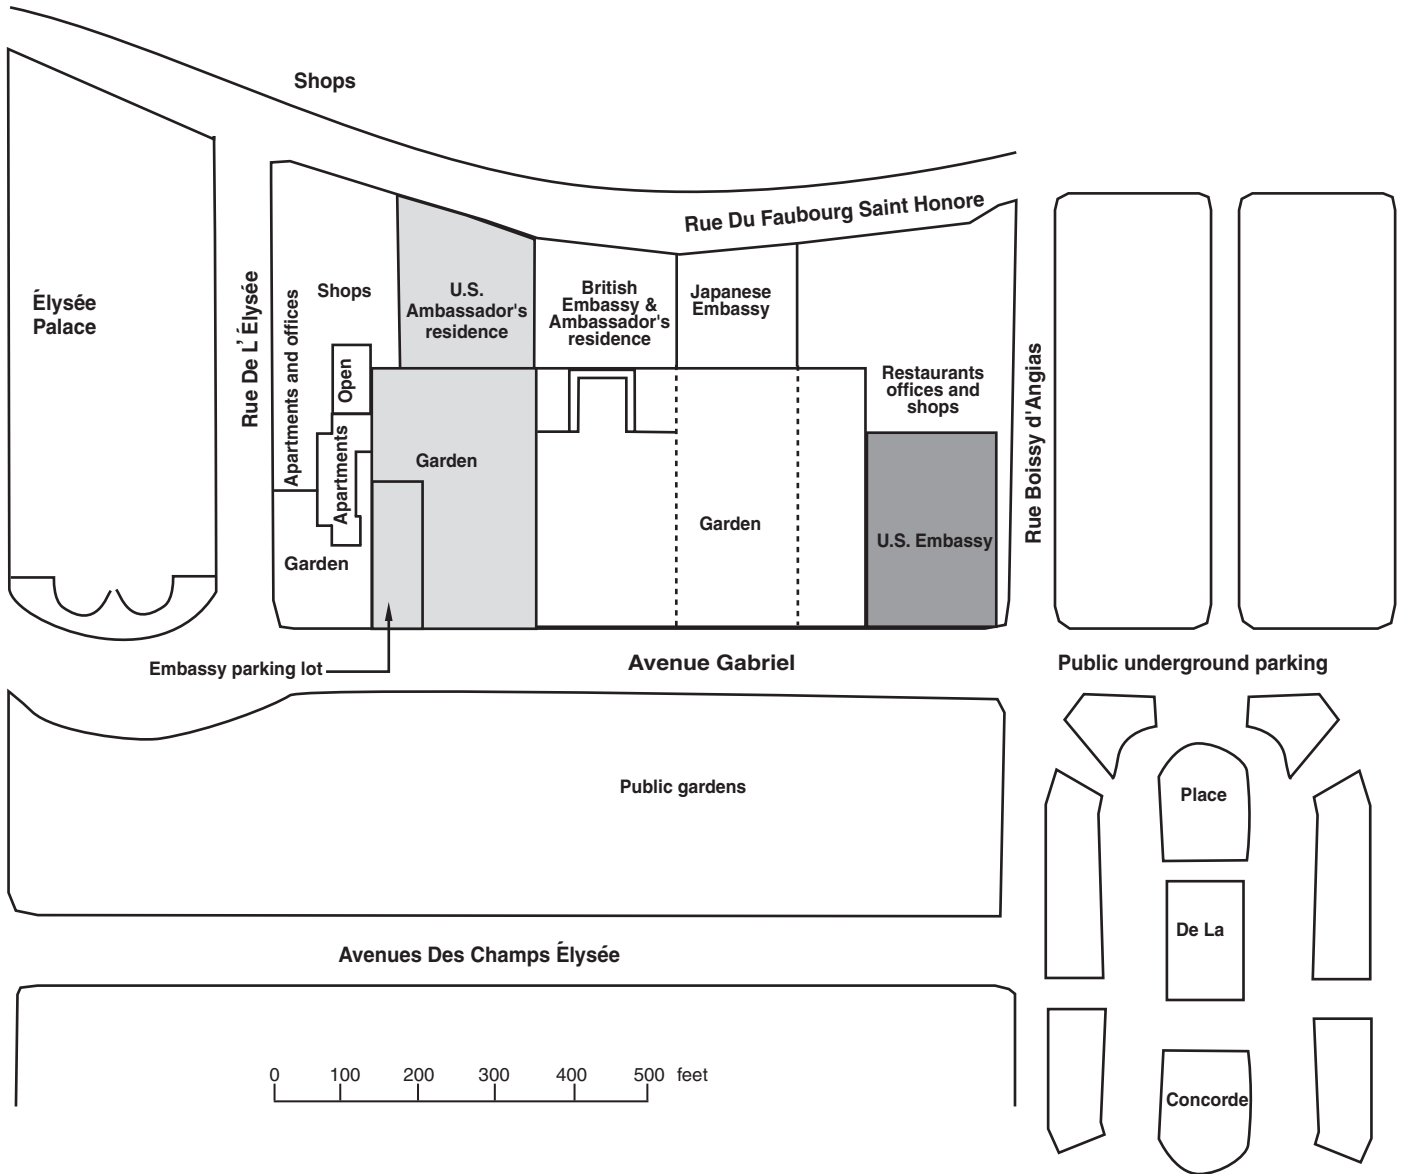 Shops
Rue Du Faubourg Saint Honore
Élysée
Palace
Rue De L'Élysée
Apartments and offices
Shops
Open
Apartments
Garden
U.S.
Ambassador's
residence
Garden
British
Embassy &
Ambassador's
residence
Japanese
Embassy
Garden
Restaurants
offices and
shops
U.S. Embassy
Rue Boissy d'Angias
Embassy parking lot
Avenue Gabriel
Public underground parking
Public gardens
Place
De La
Concorde
Avenues Des Champs Élysée
0 100 200 300 400 500 feet